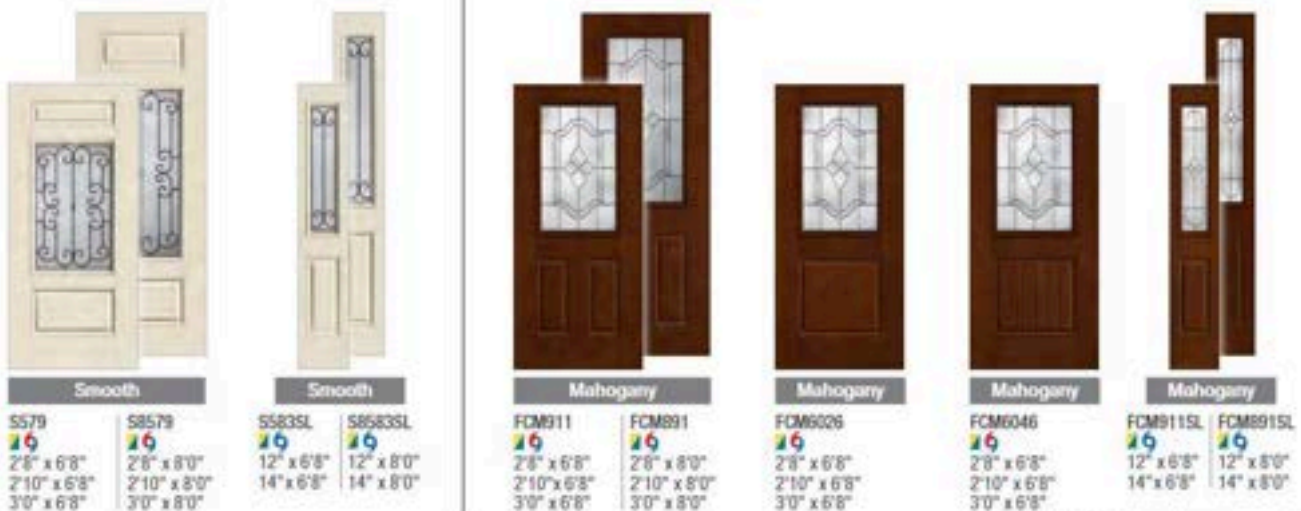 Smooth
S579
2'8" x 6'8"
2'10" x 6'8"
3'0" x 6'8"
S8579
2'8" x 8'0"
2'10" x 8'0"
3'0" x 8'0"
Smooth
S583SL
12" x 6'8"
14" x 6'8"
S8583SL
12" x 8'0"
14" x 8'0"
Mahogany
FCM911
2'8" x 6'8"
2'10"x 6'8"
3'0" x 6'8"
FCM891
2'8" x 8'0"
2'10" x 8'0"
3'0" x 8'0"
Mahogany
FCM6026
2'8" x 6'8"
2'10" x 6'8"
3'0" x 6'8"
Mahogany
FCM6046
2'8" x 6'8"
2'10" x 6'8"
3'0" x 6'8"
Mahogany
FCM911SL
12" x 6'8"
14" x 6'8"
FCM891SL
12" x 8'0"
14" x 8'0"